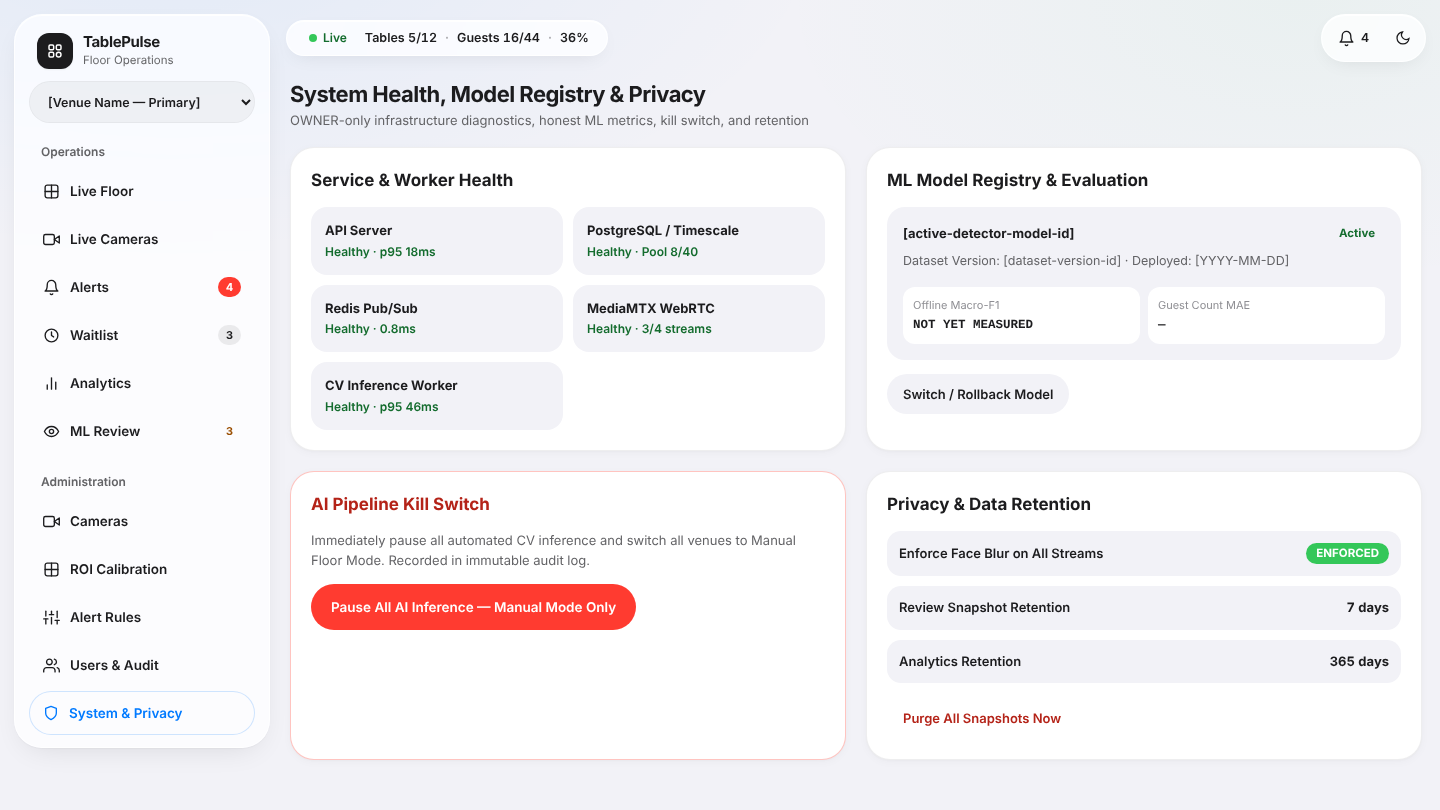 TablePulse
Floor Operations
[Venue Name — Primary]
Operations
Live Floor
Live Cameras
Alerts 4
Waitlist 3
Analytics
ML Review 3
Administration
Cameras
ROI Calibration
Alert Rules
Users & Audit
System & Privacy
Live Tables 5/12 · Guests 16/44 · 36%
4
System Health, Model Registry & Privacy
OWNER-only infrastructure diagnostics, honest ML metrics, kill switch, and retention
Service & Worker Health
API Server
Healthy · p95 18ms
PostgreSQL / Timescale
Healthy · Pool 8/40
Redis Pub/Sub
Healthy · 0.8ms
MediaMTX WebRTC
Healthy · 3/4 streams
CV Inference Worker
Healthy · p95 46ms
ML Model Registry & Evaluation
[active-detector-model-id] Active
Dataset Version: [dataset-version-id] · Deployed: [YYYY-MM-DD]
Offline Macro-F1
NOT YET MEASURED
Guest Count MAE
—
Switch / Rollback Model
AI Pipeline Kill Switch
Immediately pause all automated CV inference and switch all venues to Manual
Floor Mode. Recorded in immutable audit log.
Pause All AI Inference — Manual Mode Only
Privacy & Data Retention
Enforce Face Blur on All Streams ENFORCED
Review Snapshot Retention 7 days
Analytics Retention 365 days
Purge All Snapshots Now